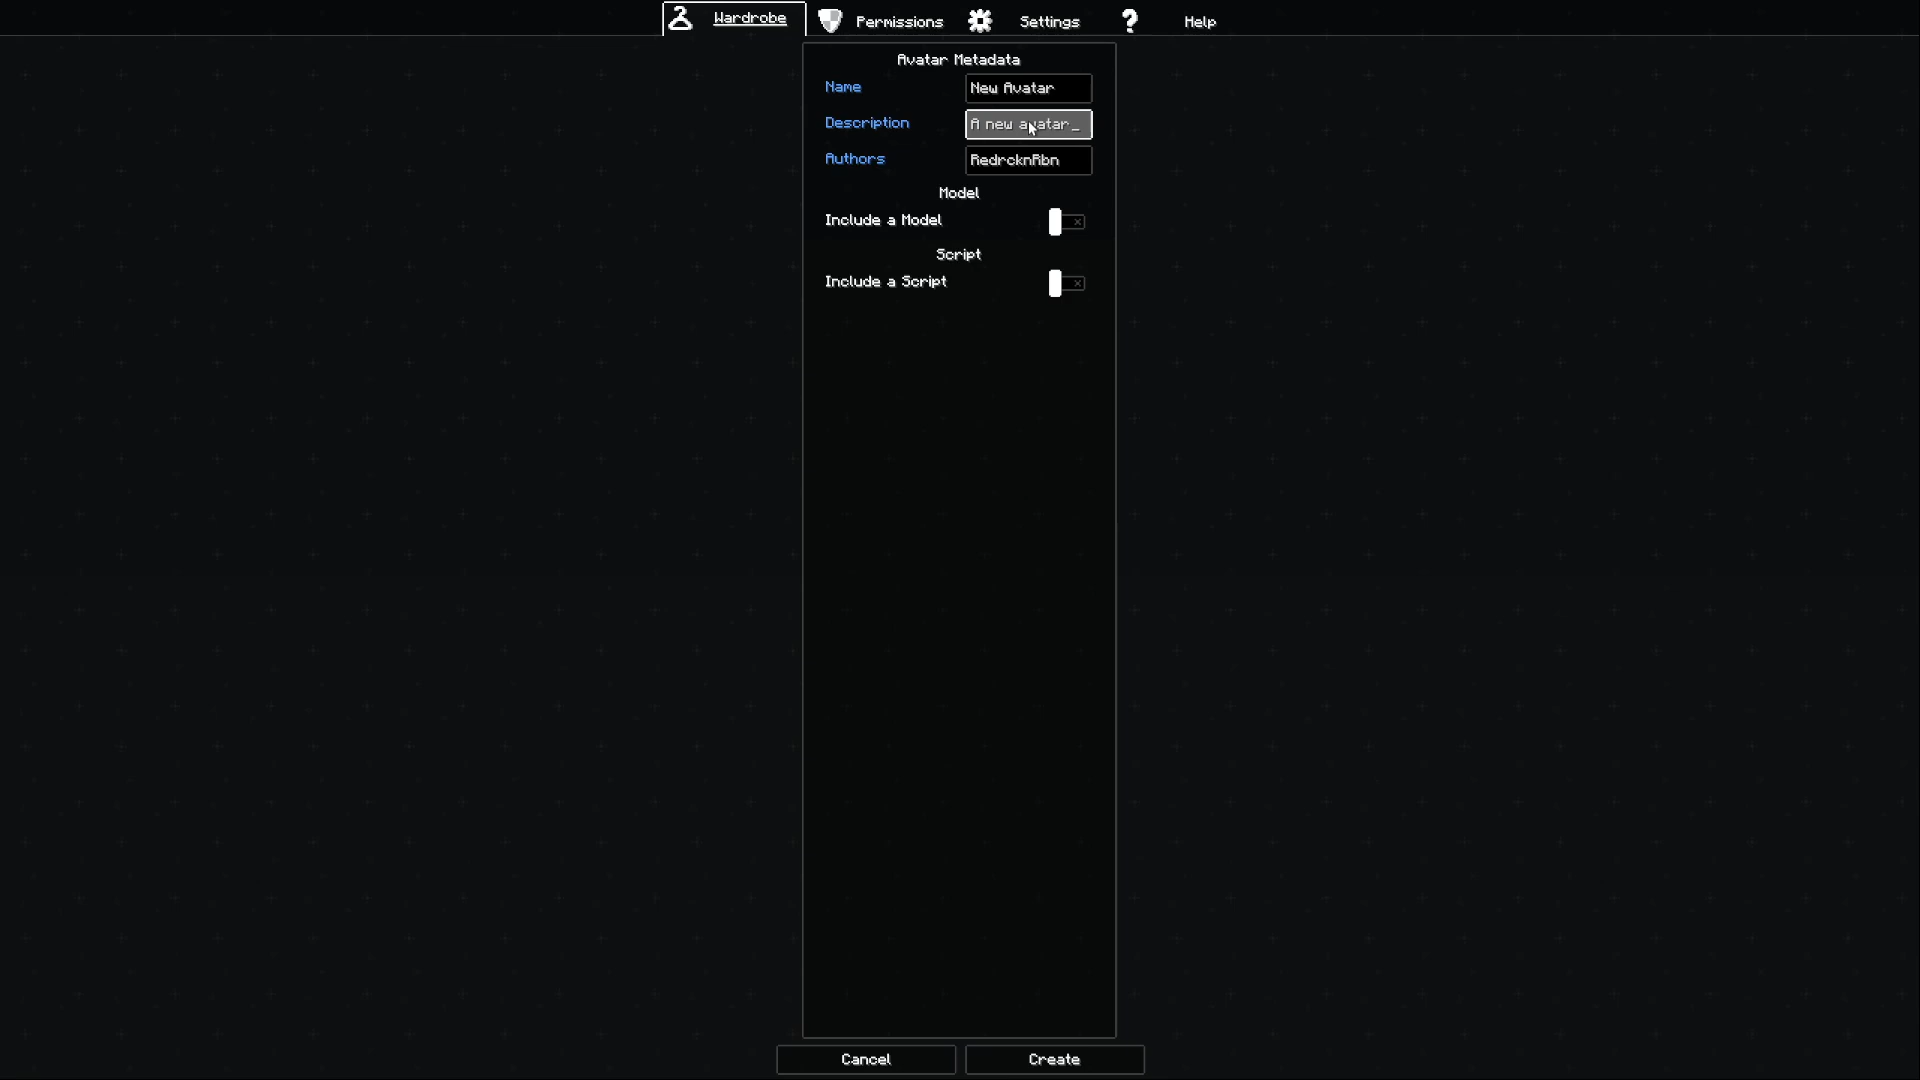 Wardrobe Permissions Settings ? Help
Avatar Metadata
Name New Avatar
Description A new avatar_
Authors RedrcknRbn
Model
Include a Model
Script
Include a Script
Cancel Create